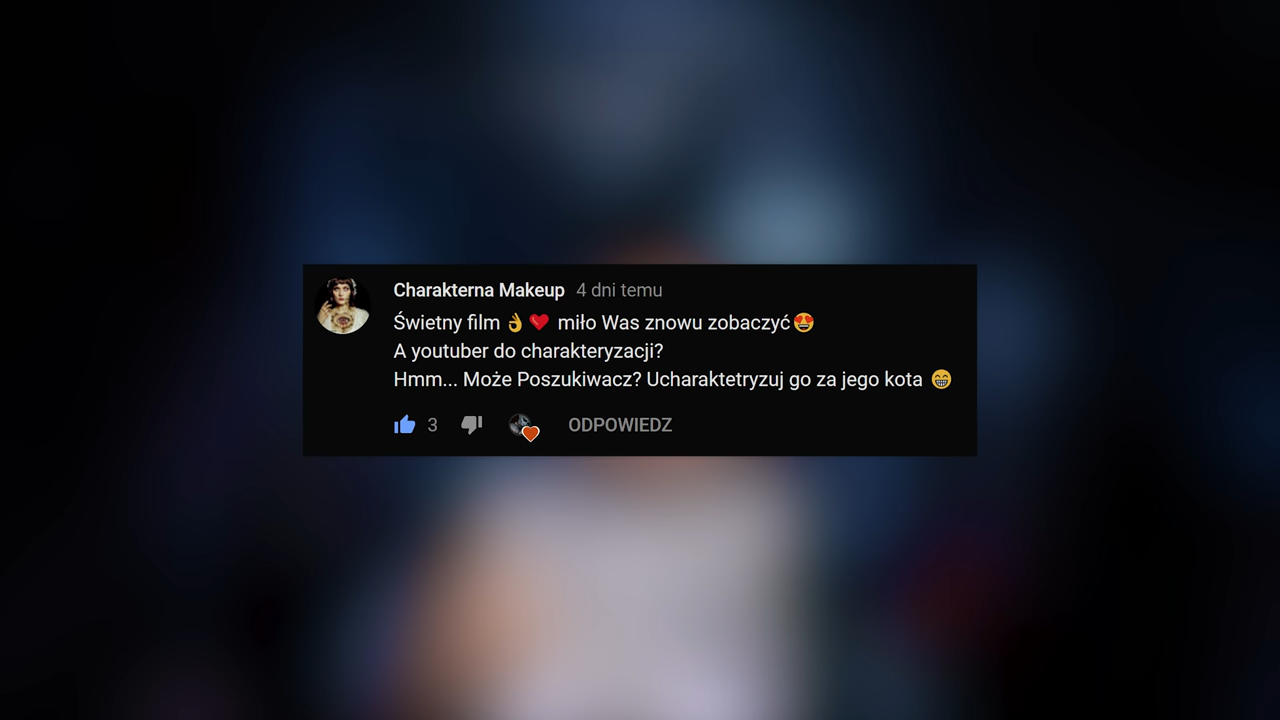 Charakterna Makeup 4 dni temu
Świetny film 👌❤️ miło Was znowu zobaczyć😍
A youtuber do charakteryzacji?
Hmm... Może Poszukiwacz? Ucharaktetryzuj go za jego kota 😁
3 ODPOWIEDZ